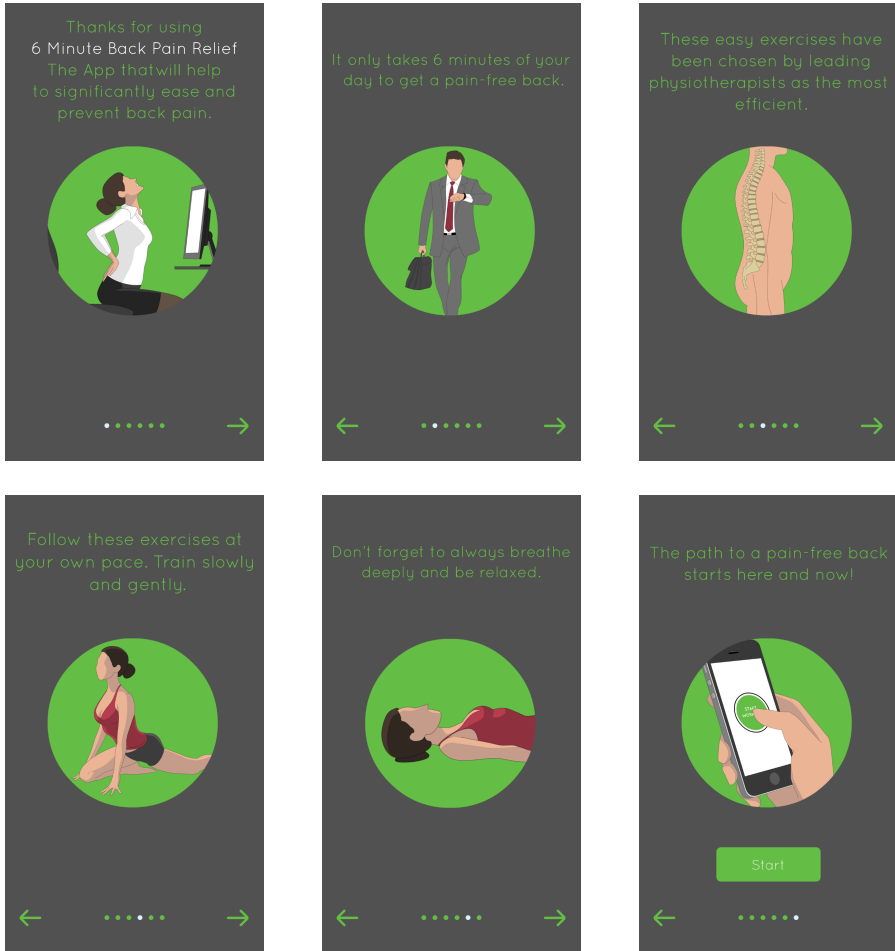 Thanks for using
6 Minute Back Pain Relief
The App thatwill help
to significantly ease and
prevent back pain.
It only takes 6 minutes of your
day to get a pain-free back.
These easy exercises have
been chosen by leading
physiotherapists as the most
efficient.
Follow these exercises at
your own pace. Train slowly
and gently.
Don't forget to always breathe
deeply and be relaxed.
The path to a pain-free back
starts here and now!
START
Start